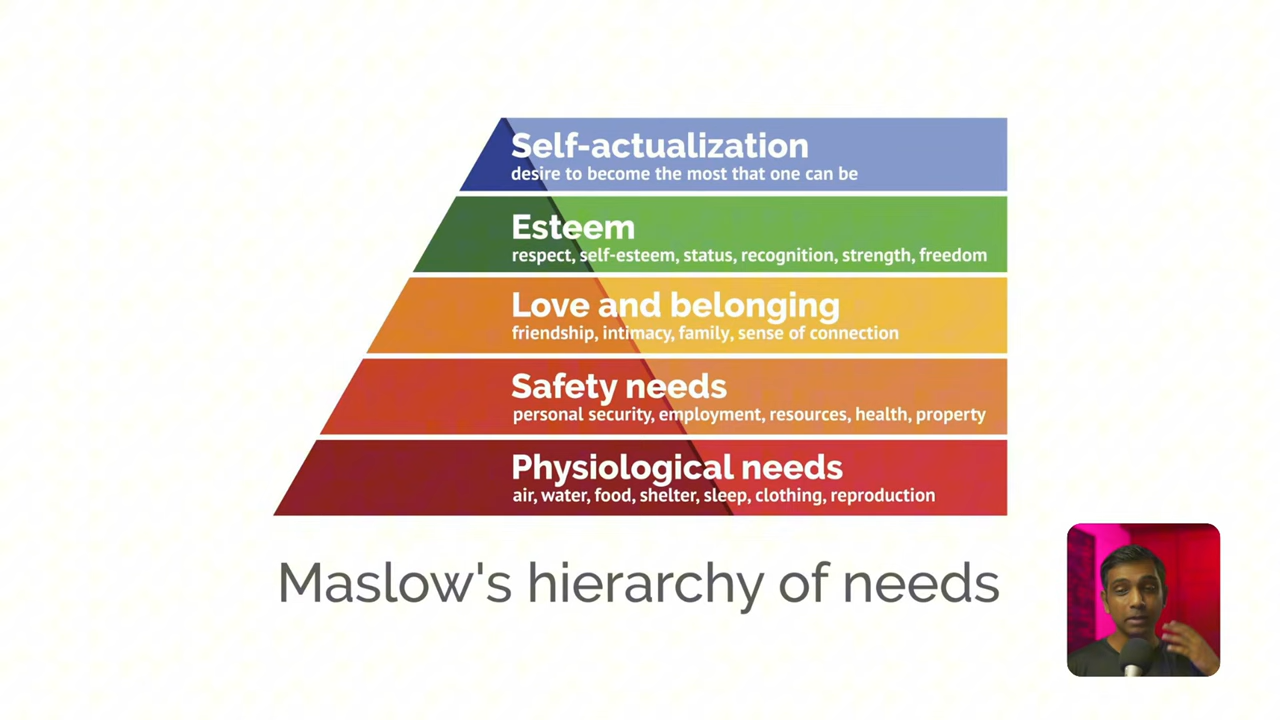 Self-actualization
desire to become the most that one can be
Esteem
respect, self-esteem, status, recognition, strength, freedom
Love and belonging
friendship, intimacy, family, sense of connection
Safety needs
personal security, employment, resources, health, property
Physiological needs
air, water, food, shelter, sleep, clothing, reproduction
Maslow's hierarchy of needs